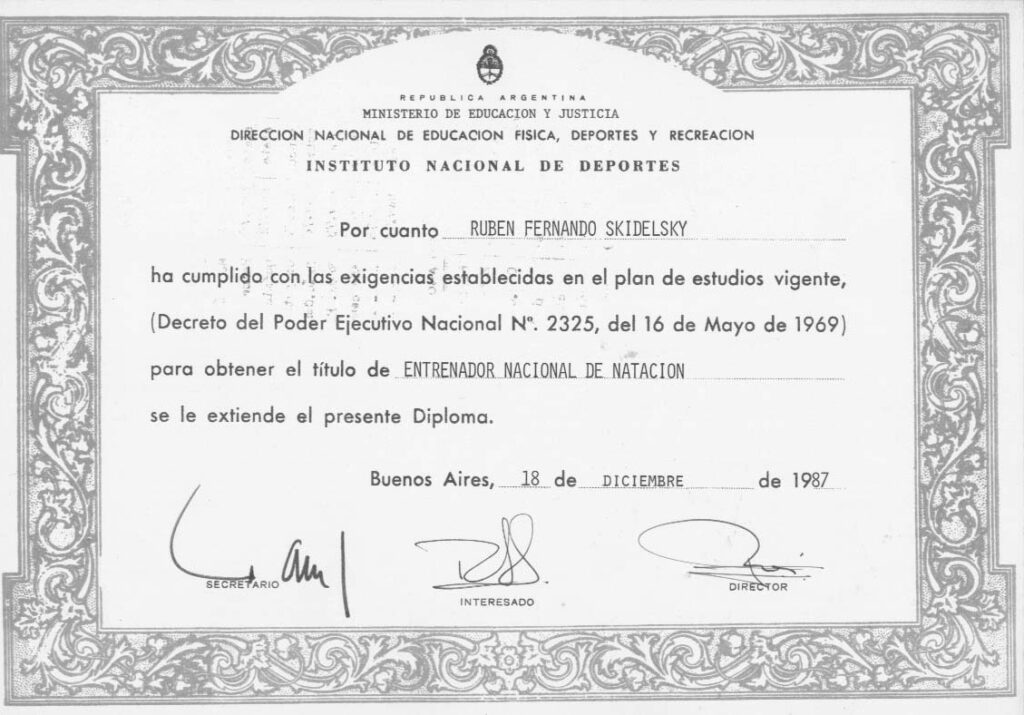 REPUBLICA ARGENTINA
MINISTERIO DE EDUCACION Y JUSTICIA
DIRECCION NACIONAL DE EDUCACION FISICA, DEPORTES Y RECREACION
INSTITUTO NACIONAL DE DEPORTES
Por cuanto RUBEN FERNANDO SKIDELSKY
ha cumplido con las exigencias establecidas en el plan de estudios vigente,
(Decreto del Poder Ejecutivo Nacional Nº. 2325, del 16 de Mayo de 1969)
para obtener el título de ENTRENADOR NACIONAL DE NATACION
se le extiende el presente Diploma.
Buenos Aires, 18 de DICIEMBRE de 1987
SECRETARIO
INTERESADO
DIRECTOR